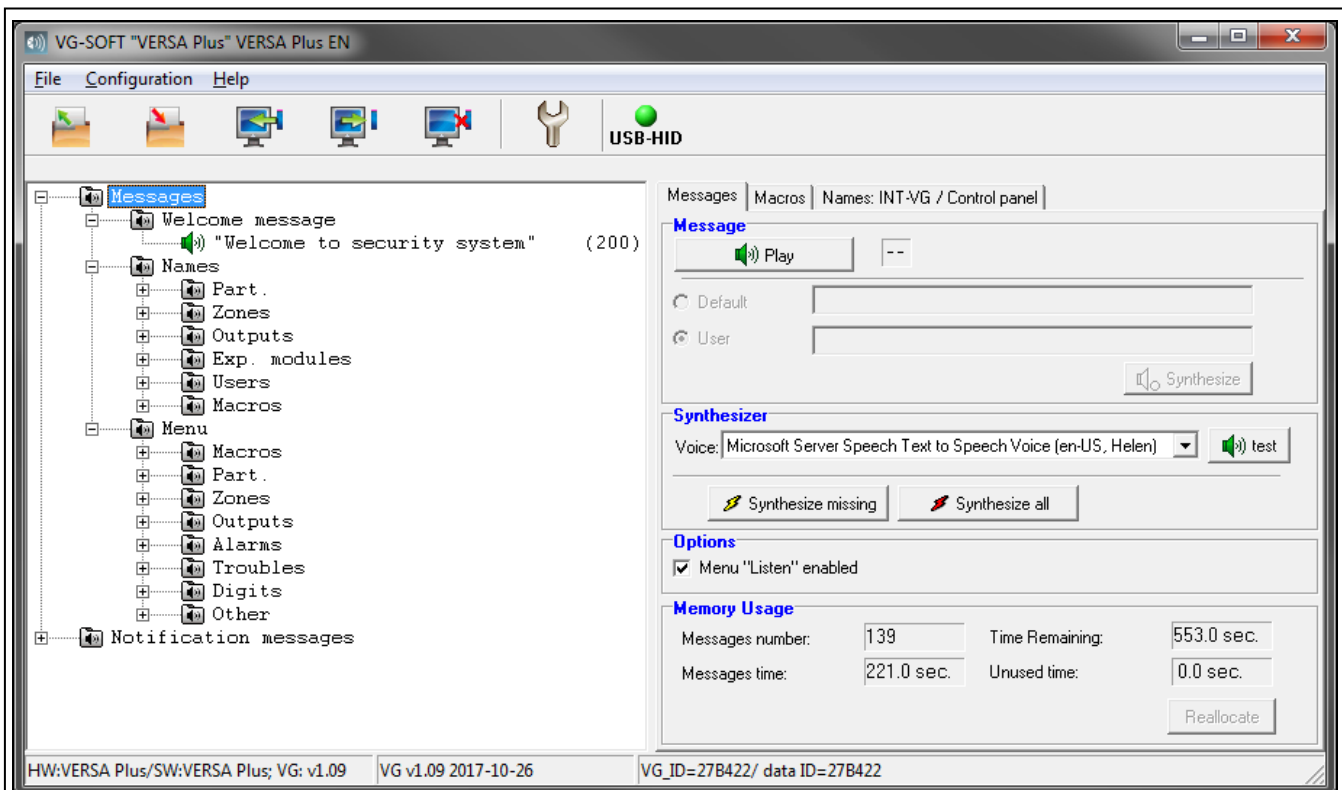 VG-SOFT "VERSA Plus" VERSA Plus EN
File Configuration Help
USB-HID
Messages
Welcome message
"Welcome to security system" (200)
Names
Part.
Zones
Outputs
Exp. modules
Users
Macros
Menu
Macros
Part.
Zones
Outputs
Alarms
Troubles
Digits
Other
Notification messages
Messages Macros Names: INT-VG / Control panel
Message
Play --
Default
User
Synthesize
Synthesizer
Voice: Microsoft Server Speech Text to Speech Voice (en-US, Helen) test
Synthesize missing Synthesize all
Options
Menu "Listen" enabled
Memory Usage
Messages number: 139 Time Remaining: 553.0 sec.
Messages time: 221.0 sec. Unused time: 0.0 sec.
Reallocate
HW:VERSA Plus/SW:VERSA Plus; VG: v1.09 VG v1.09 2017-10-26 VG_ID=27B422/ data ID=27B422